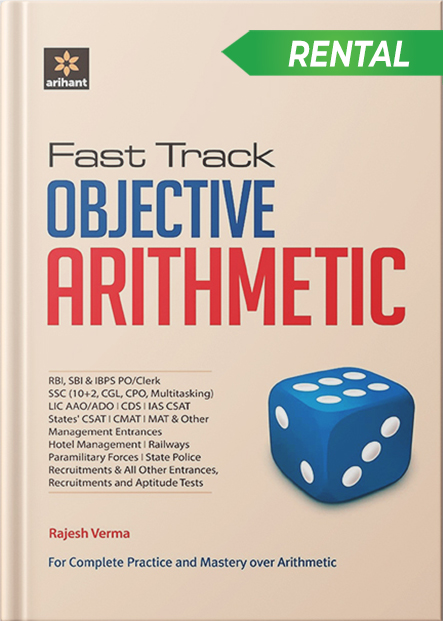 RENTAL
arihant
Fast Track
OBJECTIVE
ARITHMETIC
RBI, SBI & IBPS PO/Clerk
SSC (10+2, CGL, CPO, Multitasking)
LIC AAO/ADO | CDS | IAS CSAT
States' CSAT | CMAT | MAT & Other
Management Entrances
Hotel Management | Railways
Paramilitary Forces | State Police
Recruitments & All Other Entrances,
Recruitments and Aptitude Tests
Rajesh Verma
For Complete Practice and Mastery over Arithmetic